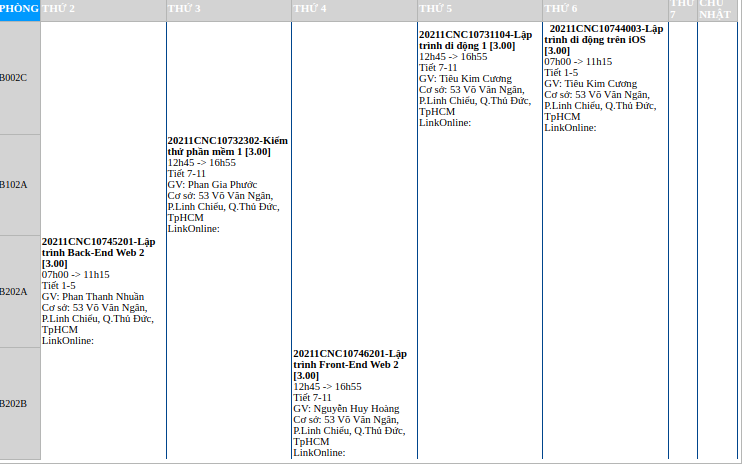 PHÒNG THỨ 2 THỨ 3 THỨ 4 THỨ 5 THỨ 6 THỨ 7 CHỦ NHẬT
B002C
20211CNC10731104-Lập
trình di động 1 [3.00]
12h45 -> 16h55
Tiết 7-11
GV: Tiêu Kim Cương
Cơ sở: 53 Võ Văn Ngân,
P.Linh Chiểu, Q.Thủ Đức,
TpHCM
LinkOnline:
20211CNC10744003-Lập
trình di động trên iOS
[3.00]
07h00 -> 11h15
Tiết 1-5
GV: Tiêu Kim Cương
Cơ sở: 53 Võ Văn Ngân,
P.Linh Chiểu, Q.Thủ Đức,
TpHCM
LinkOnline:
B102A
20211CNC10732302-Kiểm
thử phần mềm 1 [3.00]
12h45 -> 16h55
Tiết 7-11
GV: Phan Gia Phước
Cơ sở: 53 Võ Văn Ngân,
P.Linh Chiểu, Q.Thủ Đức,
TpHCM
LinkOnline:
B202A
20211CNC10745201-Lập
trình Back-End Web 2
[3.00]
07h00 -> 11h15
Tiết 1-5
GV: Phan Thanh Nhuần
Cơ sở: 53 Võ Văn Ngân,
P.Linh Chiểu, Q.Thủ Đức,
TpHCM
LinkOnline:
B202B
20211CNC10746201-Lập
trình Front-End Web 2
[3.00]
12h45 -> 16h55
Tiết 7-11
GV: Nguyễn Huy Hoàng
Cơ sở: 53 Võ Văn Ngân,
P.Linh Chiểu, Q.Thủ Đức,
TpHCM
LinkOnline: